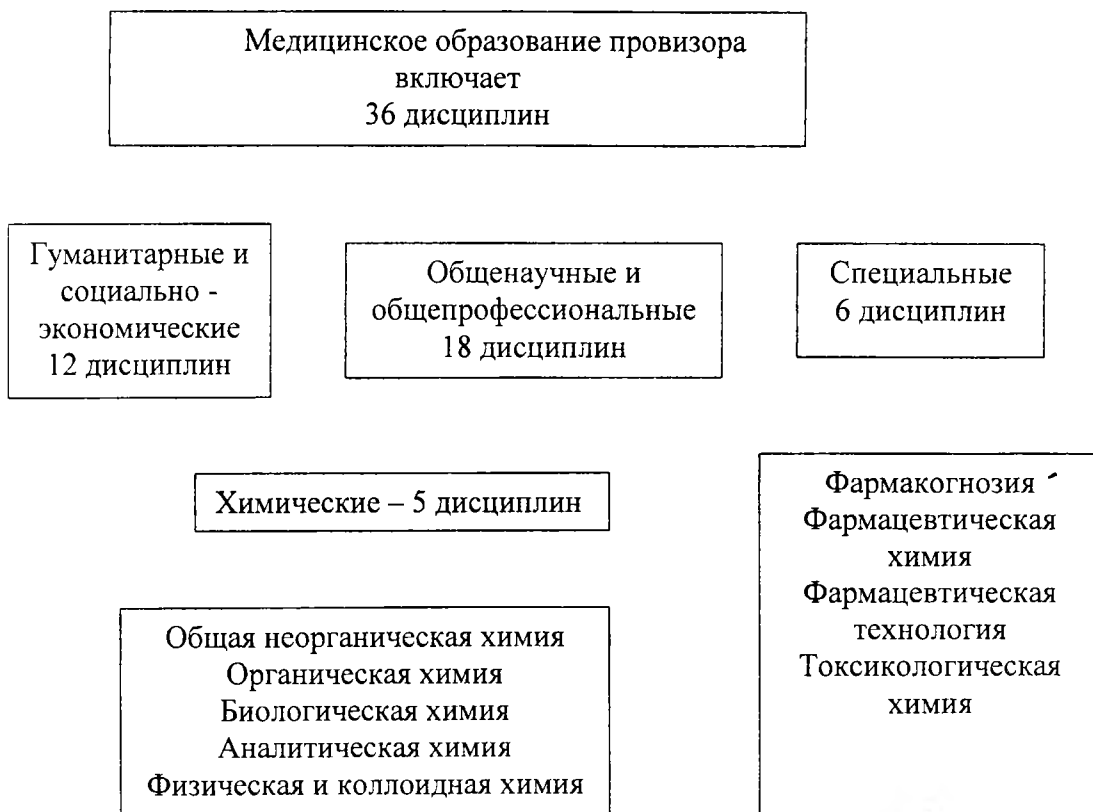 Медицинское образование провизора
включает
36 дисциплин
Гуманитарные и
социально -
экономические
12 дисциплин
Общенаучные и
общепрофессиональные
18 дисциплин
Специальные
6 дисциплин
Химические – 5 дисциплин
Общая неорганическая химия
Органическая химия
Биологическая химия
Аналитическая химия
Физическая и коллоидная химия
Фармакогнозия
Фармацевтическая
химия
Фармацевтическая
технология
Токсикологическая
химия